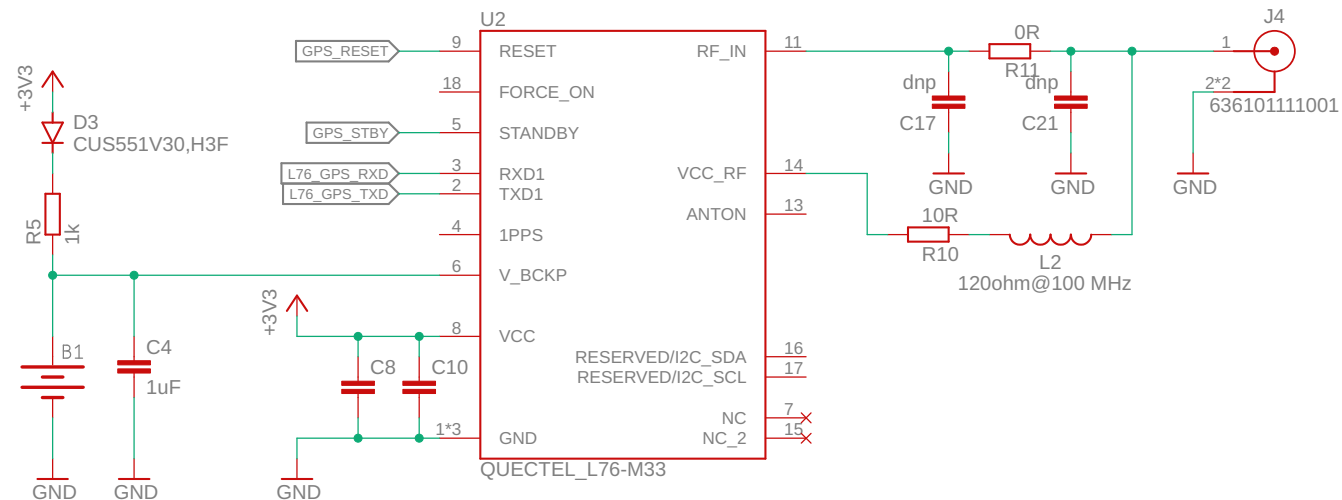 U2
J4
GPS_RESET
9
RESET
RF_IN
11
0R
R11
1
+3V3
18
FORCE_ON
dnp
dnp
2*2
636101111001
D3
CUS551V30,H3F
GPS_STBY
5
STANDBY
C17
C21
L76_GPS_RXD
3
RXD1
VCC_RF
14
GND
GND
GND
L76_GPS_TXD
2
TXD1
ANTON
13
R5
1k
4
1PPS
10R
R10
L2
120ohm@100 MHz
6
V_BCKP
+3V3
8
VCC
B1
C4
1uF
C8
C10
RESERVED/I2C_SDA
16
RESERVED/I2C_SCL
17
NC
7
1*3
GND
NC_2
15
QUECTEL_L76-M33
GND
GND
GND